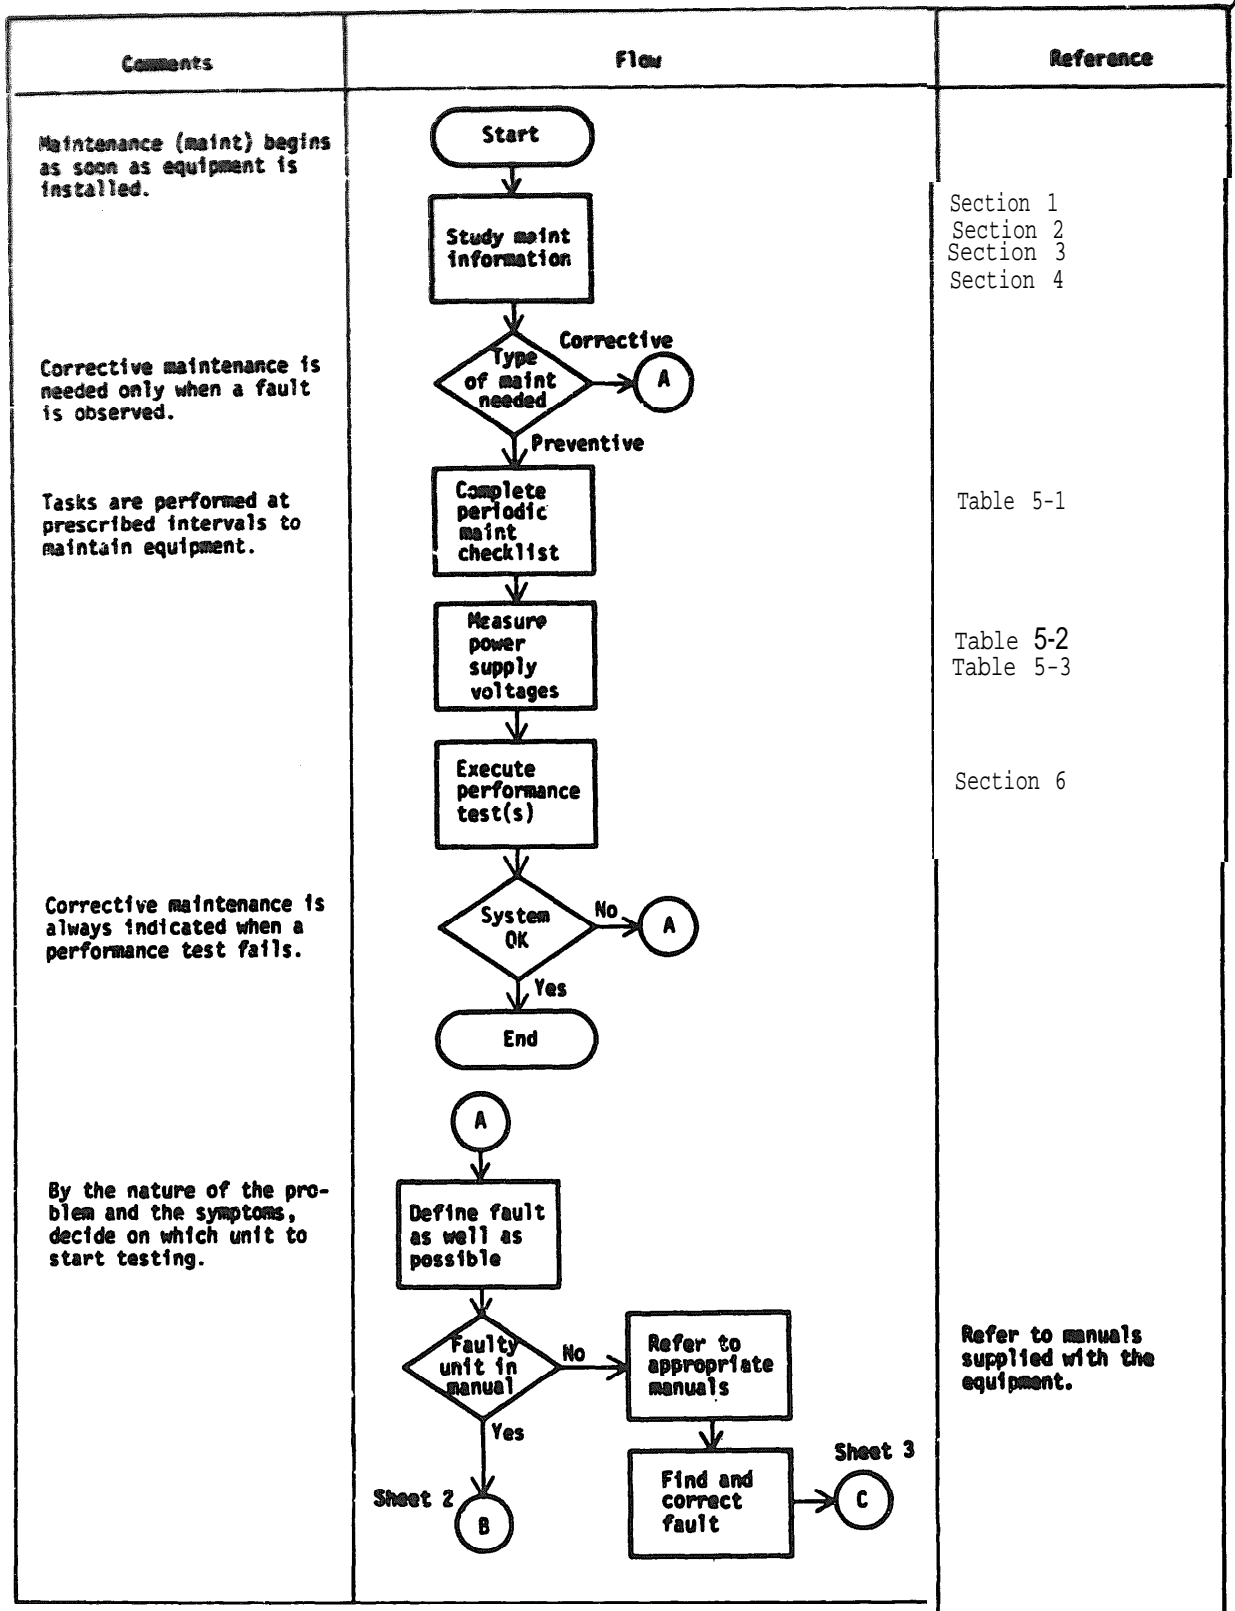 Comments
Flow
Reference
Maintenance (maint) begins
as soon as equipment is
installed.
Start
Study maint
information
Section 1
Section 2
Section 3
Section 4
Corrective maintenance is
needed only when a fault
is observed.
Type
of maint
needed
Corrective
A
Preventive
Tasks are performed at
prescribed intervals to
maintain equipment.
Complete
periodic
maint
checklist
Table 5-1
Measure
power
supply
voltages
Table 5-2
Table 5-3
Execute
performance
test(s)
Section 6
Corrective maintenance is
always indicated when a
performance test fails.
System
OK
No
A
Yes
End
A
By the nature of the pro-
blem and the symptoms,
decide on which unit to
start testing.
Define fault
as well as
possible
Faulty
unit in
manual
No
Refer to
appropriate
manuals
Refer to manuals
supplied with the
equipment.
Yes
Sheet 2
B
Find and
correct
fault
Sheet 3
C